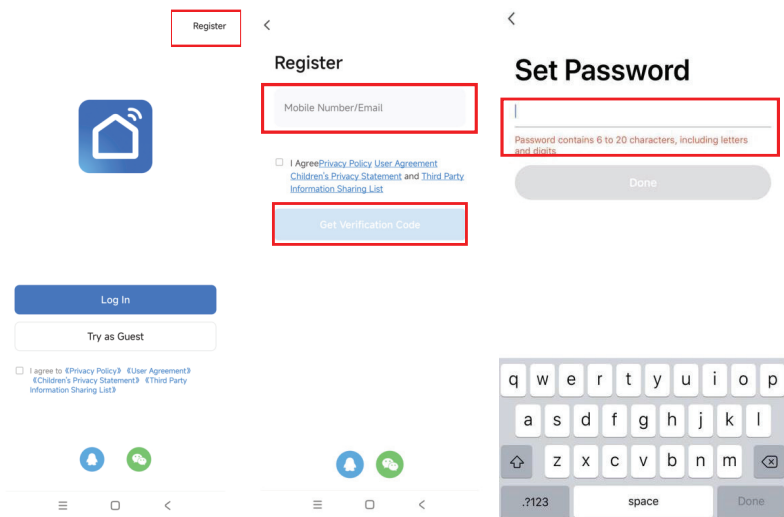 Register
Log In
Try as Guest
I agree to 《Privacy Policy》 《User Agreement》
《Children's Privacy Statement》 《Third Party
Information Sharing List》
Register
Mobile Number/Email
I AgreePrivacy Policy User Agreement
Children's Privacy Statement and Third Party
Information Sharing List
Get Verification Code
Set Password
Password contains 6 to 20 characters, including letters
and digits
Done
q w e r t y u i o p
a s d f g h j k l
z x c v b n m
.?123 space Done